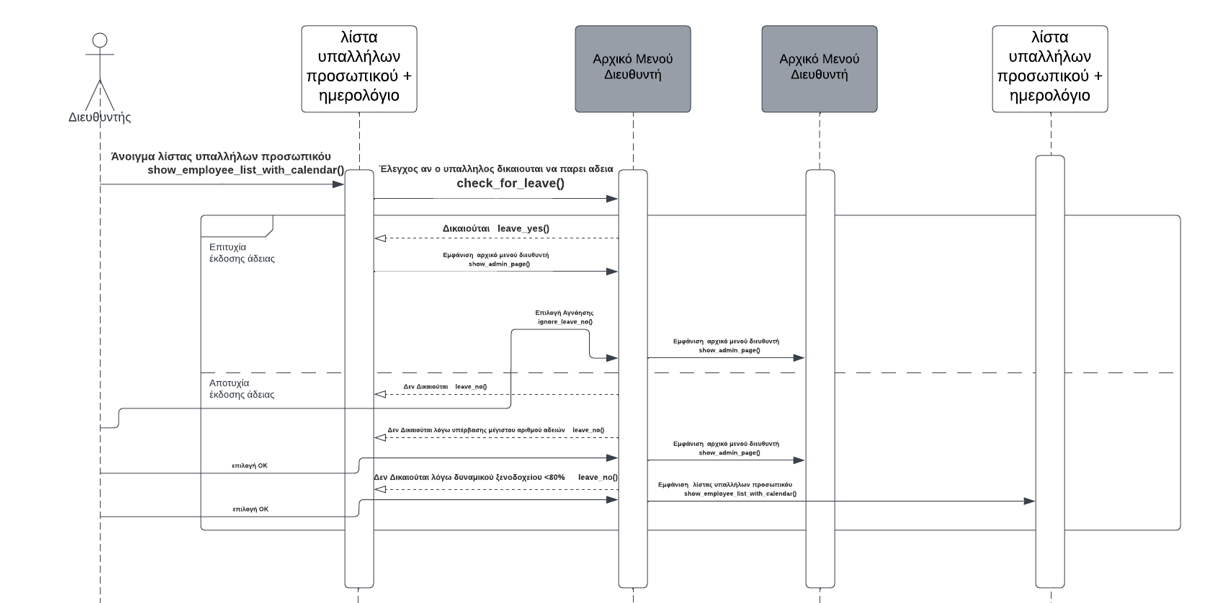 λίστα
υπαλλήλων
προσωπικού +
ημερολόγιο
Αρχικό Μενού
Διευθυντή
Αρχικό Μενού
Διευθυντή
λίστα
υπαλλήλων
προσωπικού +
ημερολόγιο
Διευθυντής
Άνοιγμα λίστας υπαλλήλων προσωπικόυ
show_employee_list_with_calendar()
Έλεγχος αν ο υπαλληλος δικαιουται να παρει αδεια
check_for_leave()
Επιτυχία
έκδοσης άδειας
Δικαιούται leave_yes()
Εμφάνιση αρχικό μενού διευθυντή
show_admin_page()
Επιλογή Αγνόησης
ignore_leave_no()
Εμφάνιση αρχικό μενού διευθυντή
show_admin_page()
Αποτυχία
έκδοσης άδειας
Δεν Δικαιούται leave_no()
Δεν Δικαιούται λόγω υπέρβασης μέγιστου αριθμού αδειών leave_no()
Εμφάνιση αρχικό μενού διευθυντή
show_admin_page()
επιλογή OK
Δεν Δικαιούται λόγω δυναμικού ξενοδοχείου <80% leave_no()
Εμφάνιση λίστας υπαλλήλων προσωπικόυ
show_employee_list_with_calendar()
επιλογή OK